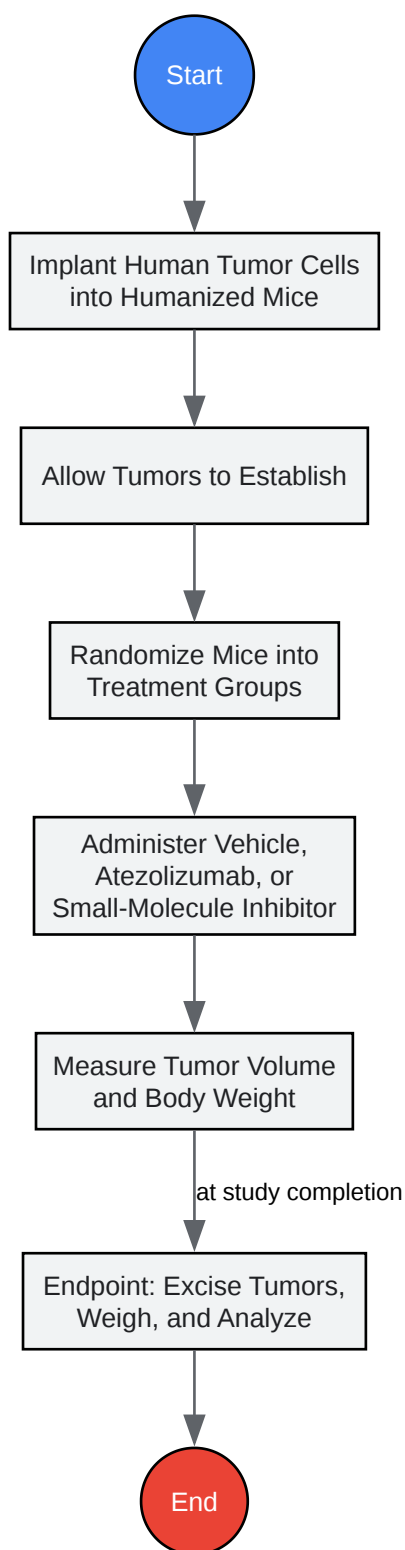 Start
Implant Human Tumor Cells
into Humanized Mice
Allow Tumors to Establish
Randomize Mice into
Treatment Groups
Administer Vehicle,
Atezolizumab, or
Small-Molecule Inhibitor
Measure Tumor Volume
and Body Weight
at study completion
Endpoint: Excise Tumors,
Weigh, and Analyze
End